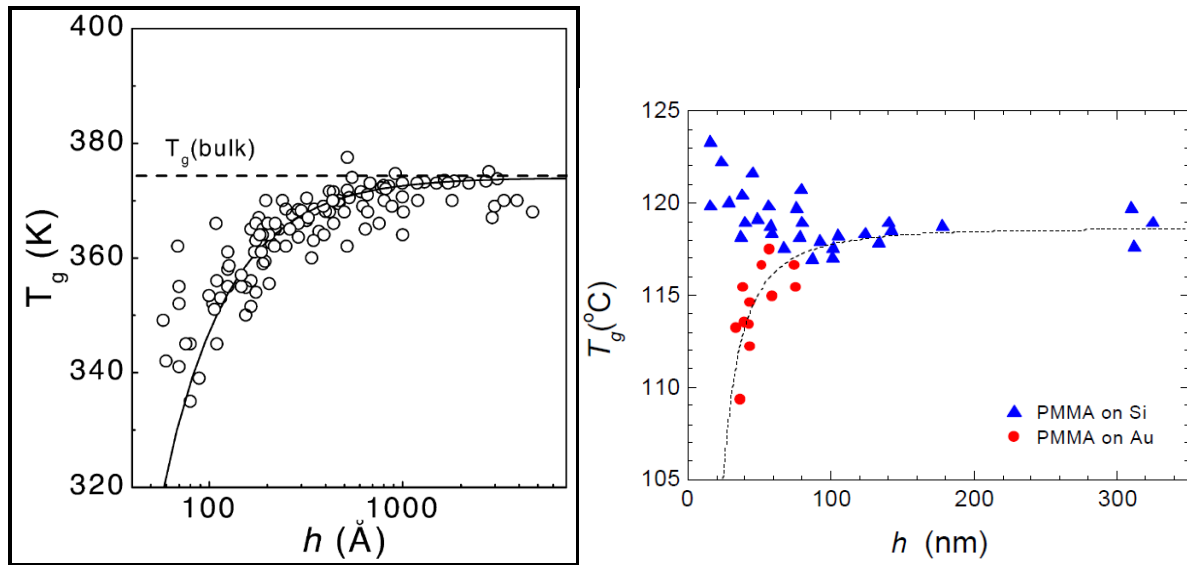 400
380
360
340
320
T_g (K)
T_g(bulk)
100
1000
h (Å)
125
120
115
110
105
T_g(°C)
PMMA on Si
PMMA on Au
0
100
200
300
h (nm)